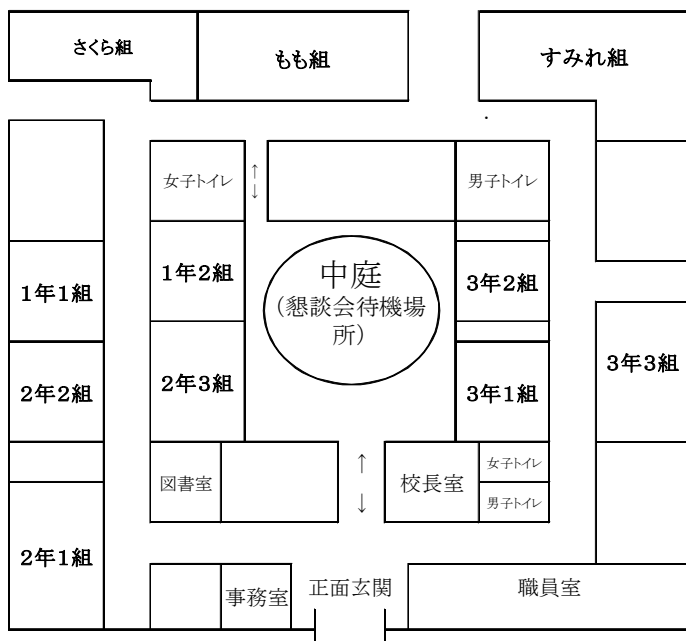 さくら組
もも組
すみれ組
女子トイレ
↑
↓
男子トイレ
1年1組
1年2組
中庭
(懇談会待機場
所)
3年2組
2年2組
2年3組
3年1組
3年3組
図書室
↑
↓
校長室
女子トイレ
男子トイレ
2年1組
事務室
正面玄関
職員室